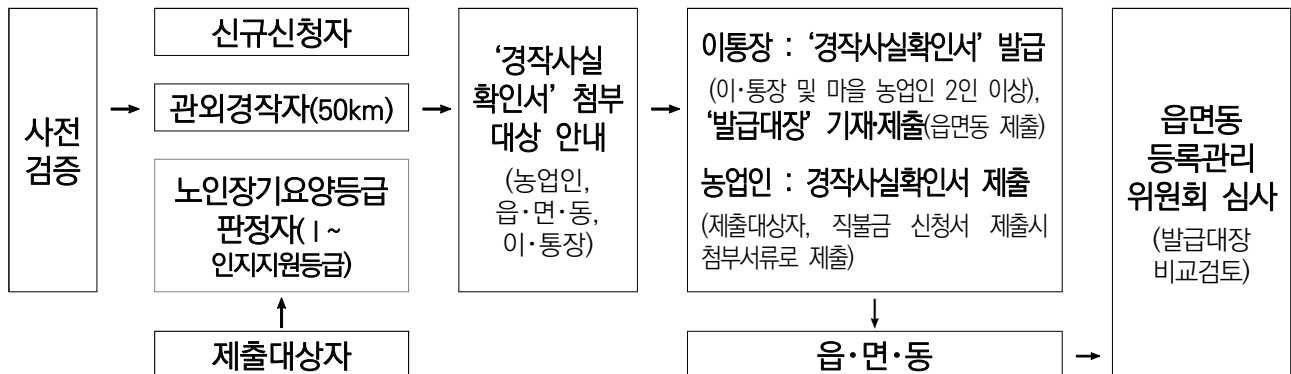 사전
검증
신규신청자
관외경작자(50km)
노인장기요양등급
판정자(Ⅰ~
인지지원등급)
제출대상자
‘경작사실
확인서’ 첨부
대상 안내
(농업인,
읍·면·동,
이·통장)
이통장 : ‘경작사실확인서’ 발급
(이·통장 및 마을 농업인 2인 이상),
‘발급대장’ 기재·제출(읍면동 제출)
농업인 : 경작사실확인서 제출
(제출대상자, 직불금 신청서 제출시
첨부서류로 제출)
읍·면·동
읍면동
등록관리
위원회 심사
(발급대장
비교검토)